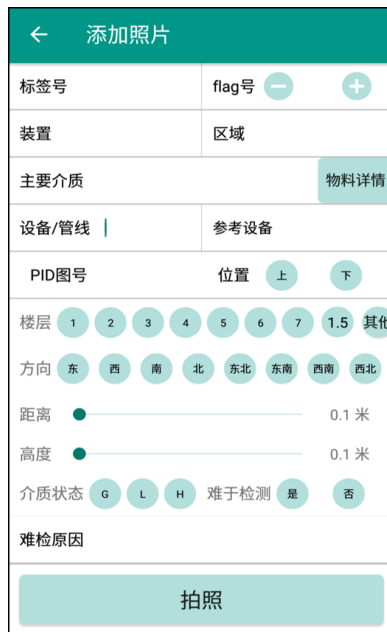 添加照片
标签号 flag号
装置 区域
主要介质 物料详情
设备/管线 参考设备
PID图号 位置 上 下
楼层 1 2 3 4 5 6 7 1.5 其他
方向 东 西 南 北 东北 东南 西南 西北
距离 0.1 米
高度 0.1 米
介质状态 G L H 难于检测 是 否
难检原因
拍照